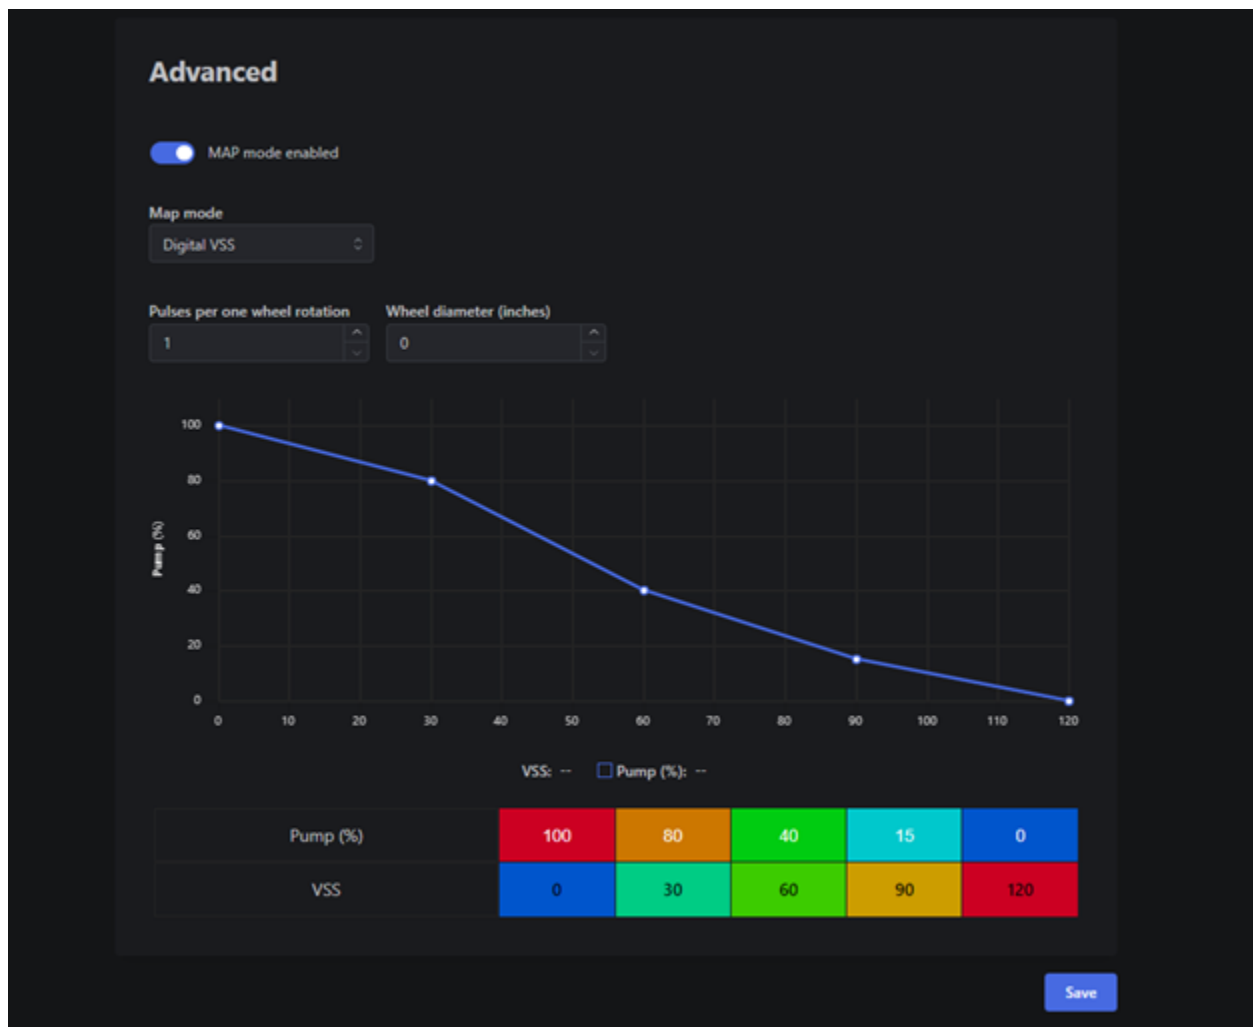 Advanced
MAP mode enabled
Map mode
Digital VSS
Pulses per one wheel rotation Wheel diameter (inches)
1 0
100
80
60
40
20
0
Pump (%)
0 10 20 30 40 50 60 70 80 90 100 110 120
VSS: -- Pump (%): --
Pump (%) 100 80 40 15 0
VSS 0 30 60 90 120
Save